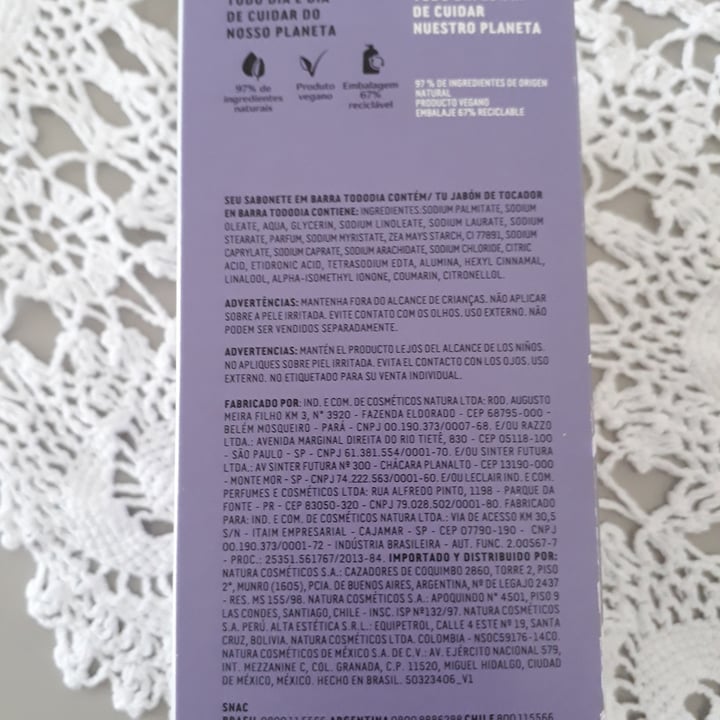 DE CUIDAR DO
NOSSO PLANETA
DE CUIDAR
NUESTRO PLANETA
97% de
ingredientes
naturais
Produto
vegano
Embalagem
67%
reciclável
97 % DE INGREDIENTES DE ORIGEN
NATURAL
PRODUCTO VEGANO
EMBALAJE 67% RECICLABLE
SEU SABONETE EM BARRA TODODIA CONTÉM/ TU JABÓN DE TOCADOR
EN BARRA TODODIA CONTIENE: INGREDIENTES: SODIUM PALMITATE, SODIUM
OLEATE, AQUA, GLYCERIN, SODIUM LINOLEATE, SODIUM LAURATE, SODIUM
STEARATE, PARFUM, SODIUM MYRISTATE, ZEA MAYS STARCH, CI 77891, SODIUM
CAPRYLATE, SODIUM CAPRATE, SODIUM ARACHIDATE, SODIUM CHLORIDE, CITRIC
ACID, ETIDRONIC ACID, TETRASODIUM EDTA, ALUMINA, HEXYL CINNAMAL,
LINALOOL, ALPHA-ISOMETHYL IONONE, COUMARIN, CITRONELLOL.
ADVERTÊNCIAS: MANTENHA FORA DO ALCANCE DE CRIANÇAS. NÃO APLICAR
SOBRE A PELE IRRITADA. EVITE CONTATO COM OS OLHOS. USO EXTERNO. NÃO
PODEM SER VENDIDOS SEPARADAMENTE.
ADVERTENCIAS: MANTÉN EL PRODUCTO LEJOS DEL ALCANCE DE LOS NIÑOS.
NO APLIQUES SOBRE PIEL IRRITADA. EVITA EL CONTACTO CON LOS OJOS. USO
EXTERNO. NO ETIQUETADO PARA SU VENTA INDIVIDUAL.
FABRICADO POR: IND. E COM. DE COSMÉTICOS NATURA LTDA: ROD. AUGUSTO
MEIRA FILHO KM 3, N° 3920 - FAZENDA ELDORADO - CEP 68795-000 -
BELÉM MOSQUEIRO - PARÁ - CNPJ 00.190.373/0007-68. E/OU RAZZO
LTDA.: AVENIDA MARGINAL DIREITA DO RIO TIETÊ, 830 - CEP 05118-100
- SÃO PAULO - SP - CNPJ 61.381.554/0001-70. E/OU SINTER FUTURA
LTDA.: AV SINTER FUTURA Nº 300 - CHÁCARA PLANALTO - CEP 13190-000
- MONTE MOR - SP - CNPJ 74.222.563/0001-60. E/OU LECLAIR IND. E COM.
PERFUMES E COSMÉTICOS LTDA: RUA ALFREDO PINTO, 1198 - PARQUE DA
FONTE - PR - CEP 83050-320 - CNPJ 79.028.502/0001-80. FABRICADO
PARA: IND. E COM. DE COSMÉTICOS NATURA LTDA.: VIA DE ACESSO KM 30,5
S/N - ITAIM EMPRESARIAL - CAJAMAR - SP - CEP 07790-190 - CNPJ
00.190.373/0001-72 - INDÚSTRIA BRASILEIRA - AUT. FUNC. 2.00567-7
- PROC.: 25351.561767/2013-84. IMPORTADO Y DISTRIBUIDO POR:
NATURA COSMÉTICOS S.A.: CAZADORES DE COQUIMBO 2860, TORRE 2, PISO
2°, MUNRO (1605), PCIA. DE BUENOS AIRES, ARGENTINA, Nº DE LEGAJO 2437
- RES. MS 155/98. NATURA COSMÉTICOS S.A.: APOQUINDO N° 4501, PISO 9
LAS CONDES, SANTIAGO, CHILE - INSC. ISP Nº132/97. NATURA COSMÉTICOS
S.A. PERÚ. ALTA ESTÉTICA S.R.L.: EQUIPETROL, CALLE 4 ESTE Nº 19, SANTA
CRUZ, BOLIVIA. NATURA COSMÉTICOS LTDA. COLOMBIA - NSOC59176-14CO.
NATURA COSMÉTICOS DE MÉXICO S.A. DE C.V.: AV. EJÉRCITO NACIONAL 579,
INT. MEZZANINE C, COL. GRANADA, C.P. 11520, MIGUEL HIDALGO, CIUDAD
DE MÉXICO, MÉXICO. HECHO EN BRASIL. 50323406_V1
SNAC
BRASIL 0800 115566 ARGENTINA 0800 8886288 CHILE 800 115566